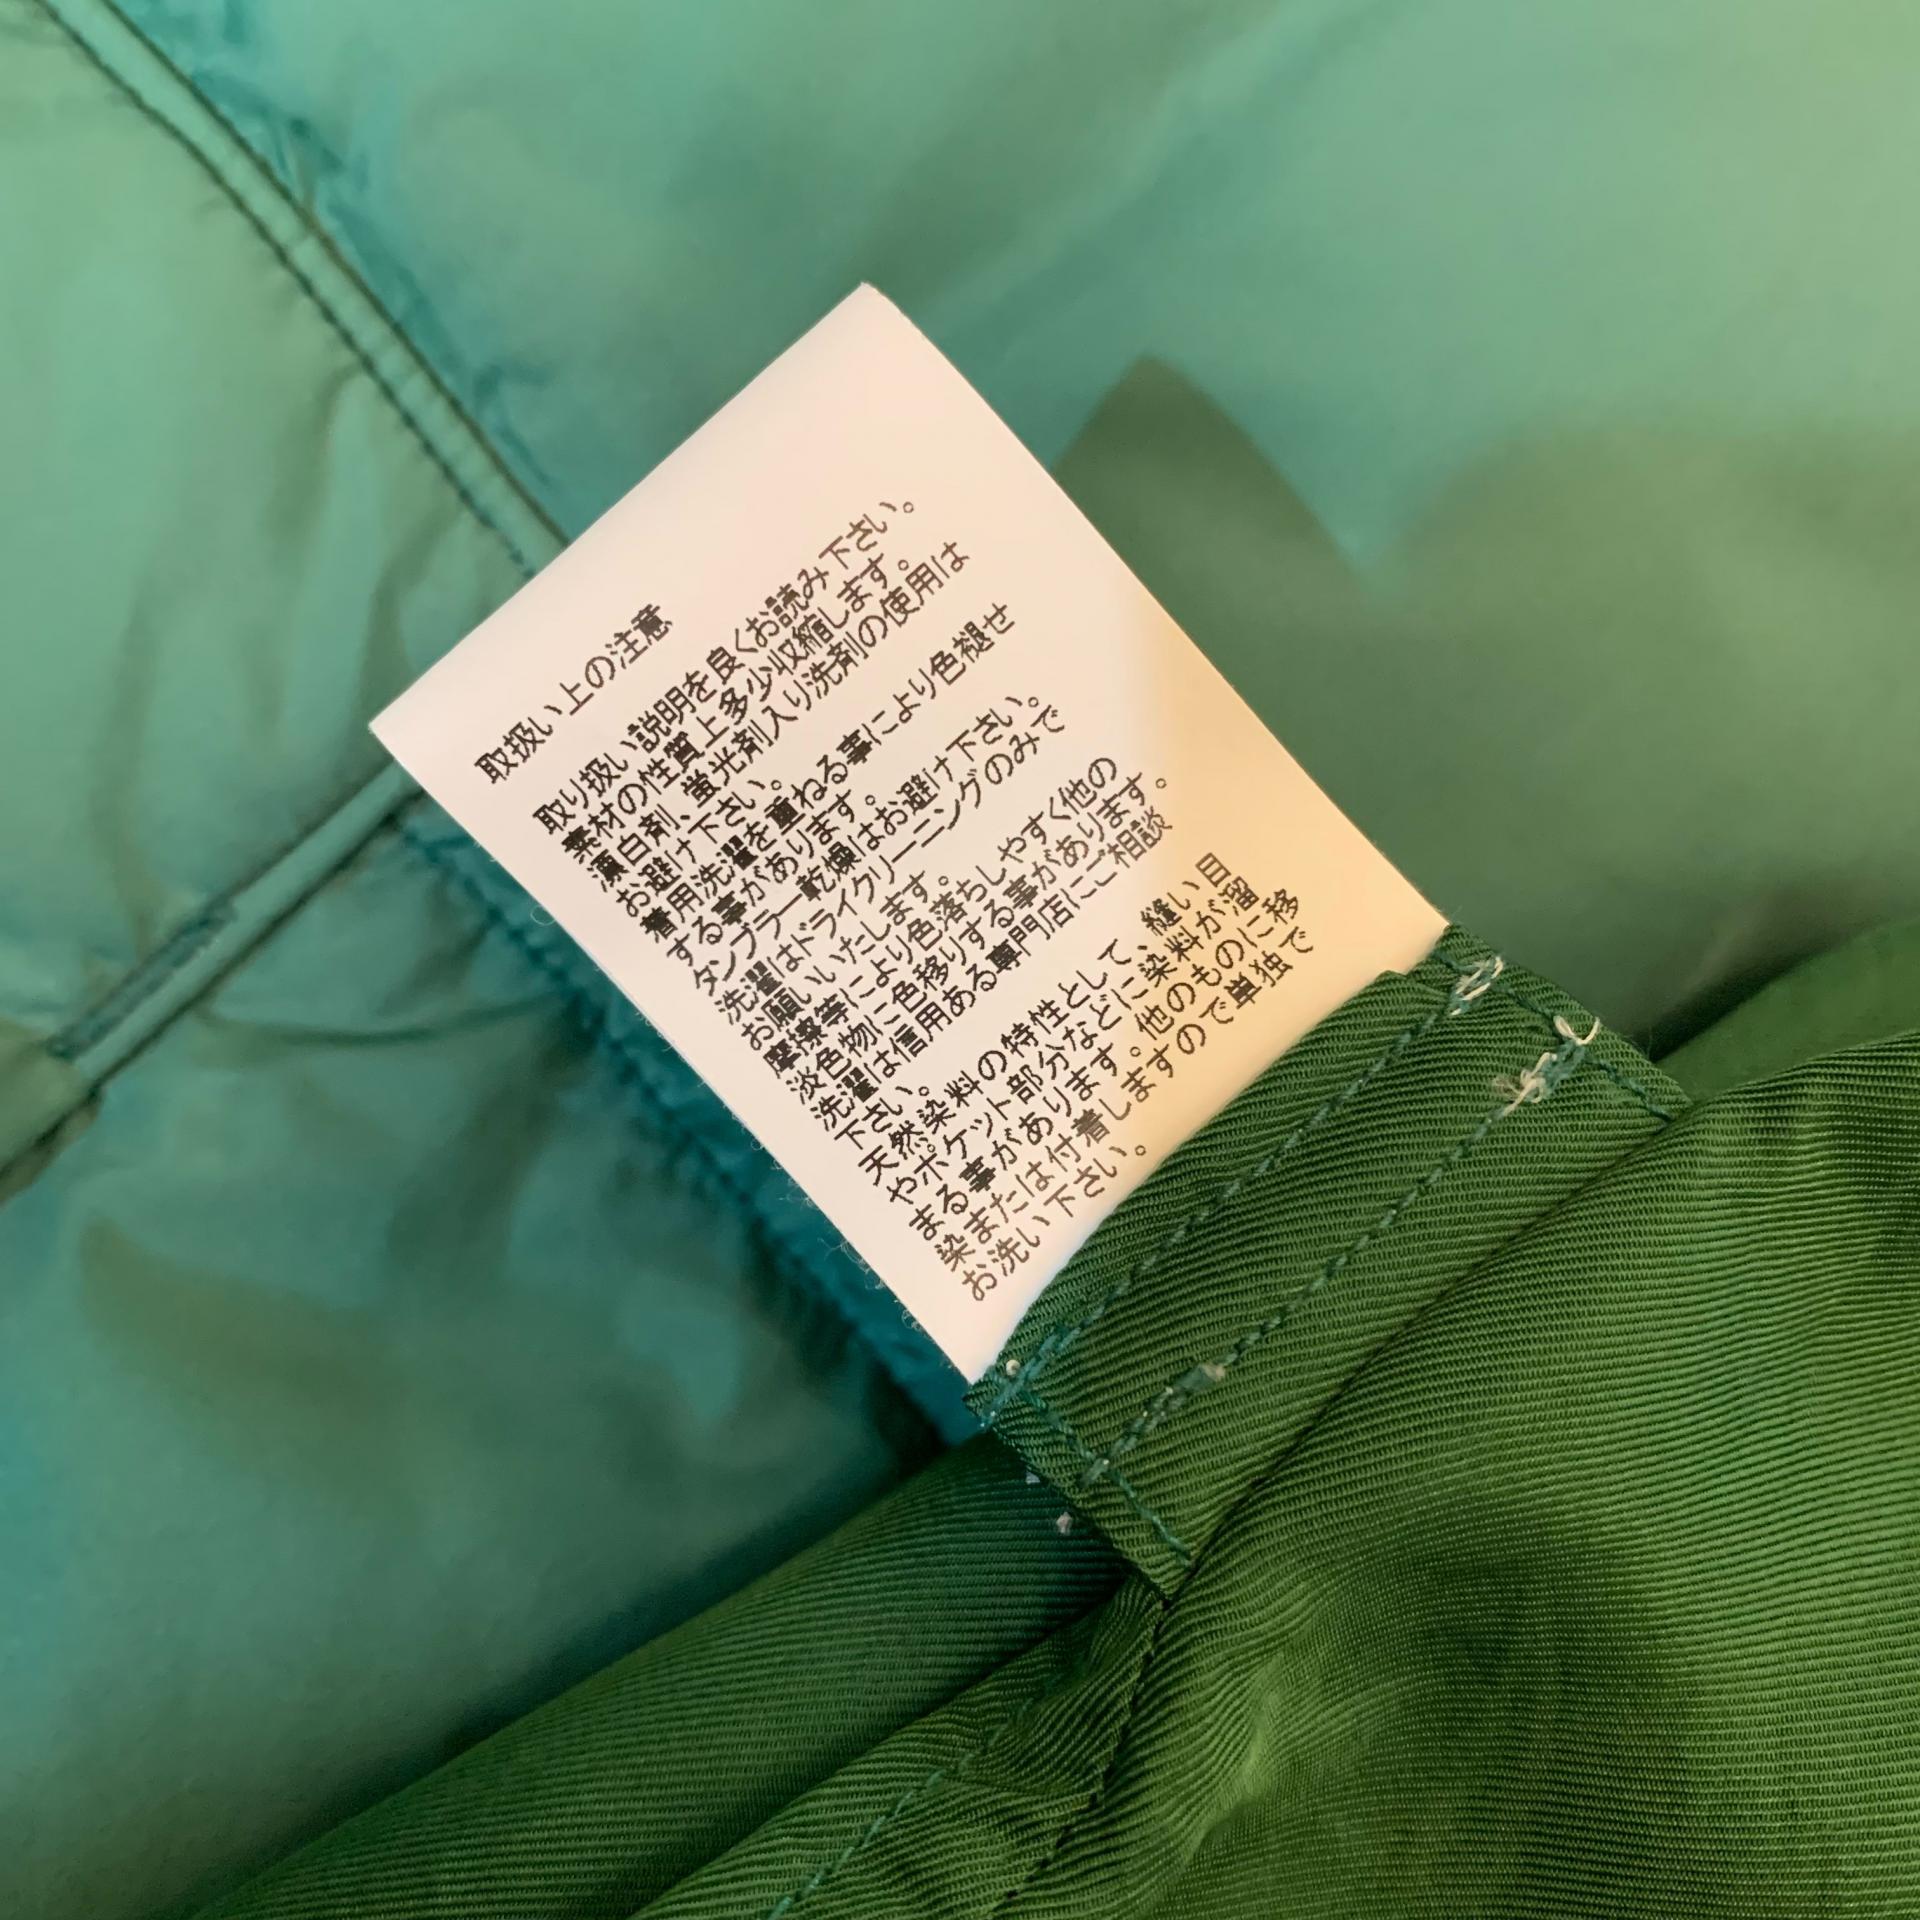 取扱い上の注意
取り扱い説明を良くお読み下さい。
素材の性質上多少収縮します。
漂白剤、蛍光剤入り洗剤の使用は
お避け下さい。
着用洗濯を重ねる事により色褪せ
する事があります。
タンブラー乾燥はお避け下さい。
洗濯はドライクリーニングのみで
お願いいたします。
摩擦等により色落ちしやすく他の
淡色物に色移りする事があります。
洗濯は信用ある専門店にご相談
下さい。
天然染料の特性として、縫い目
やポケット部分などに染料が溜
まる事があります。他のものに移
染または付着しますので単独で
お洗い下さい。